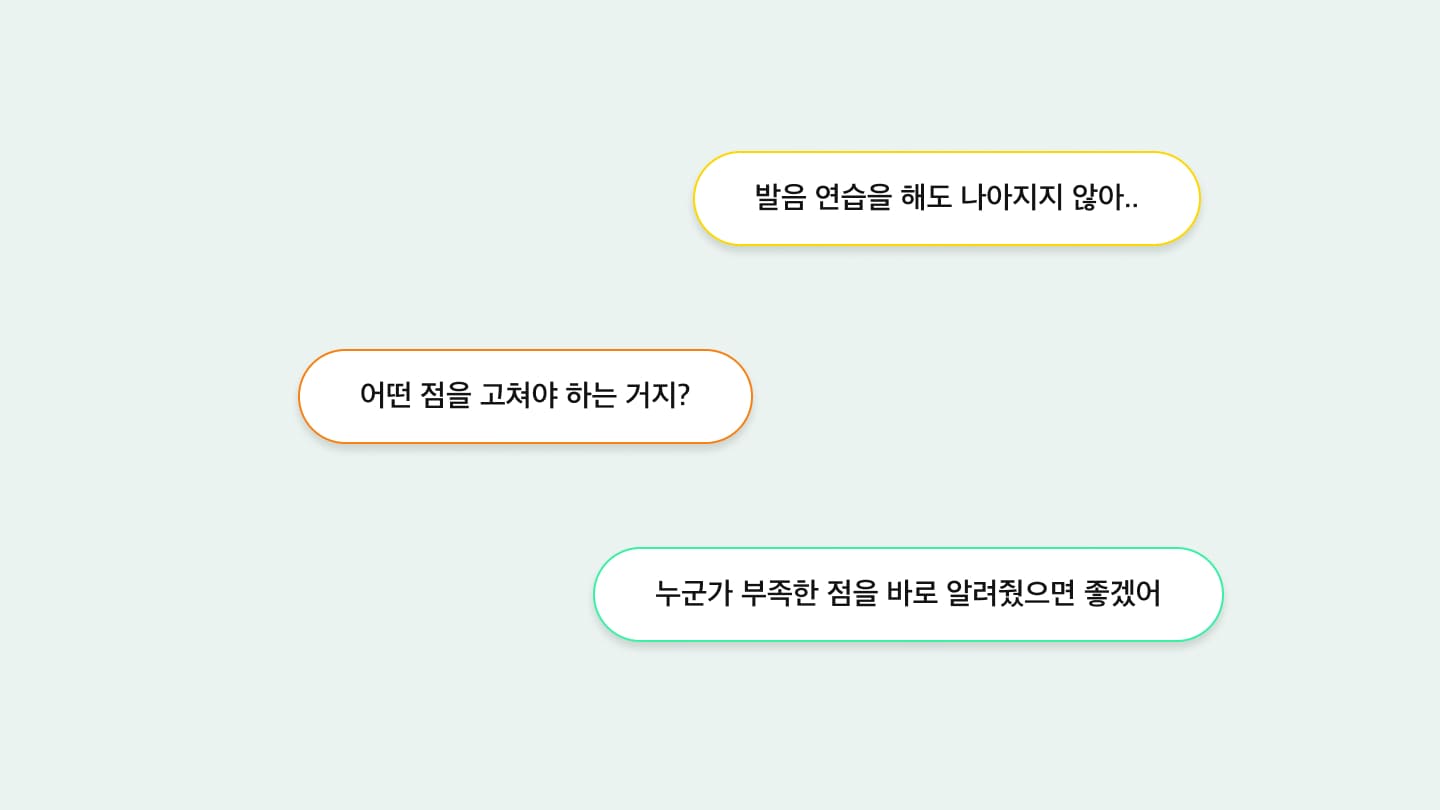 발음 연습을 해도 나아지지 않아..
어떤 점을 고쳐야 하는 거지?
누군가 부족한 점을 바로 알려줬으면 좋겠어